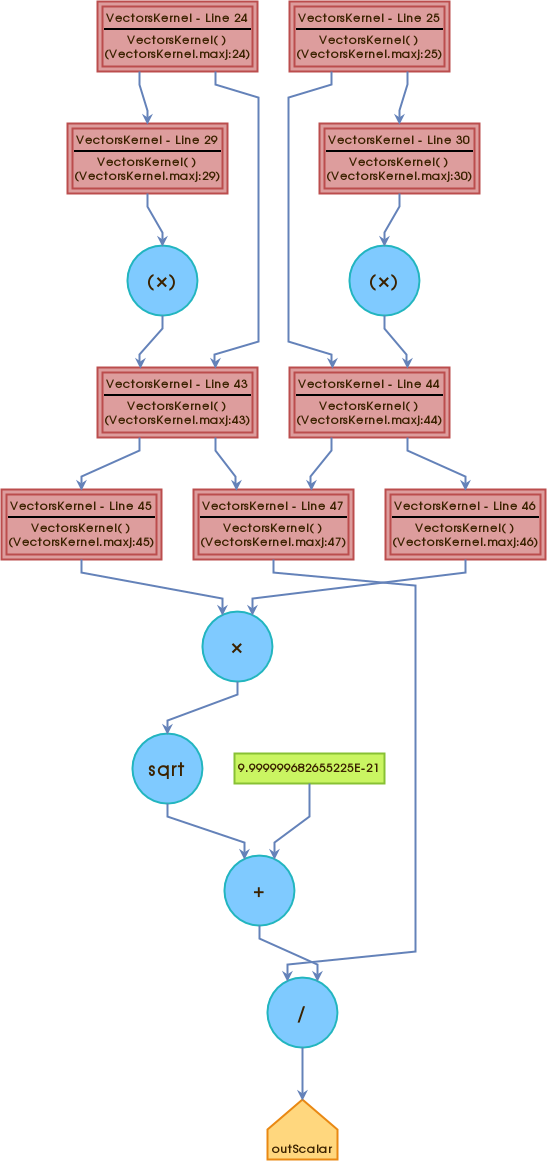 VectorsKernel - Line 24
VectorsKernel()
(VectorsKernel.maxj:24)
VectorsKernel - Line 25
VectorsKernel()
(VectorsKernel.maxj:25)
VectorsKernel - Line 29
VectorsKernel()
(VectorsKernel.maxj:29)
VectorsKernel - Line 30
VectorsKernel()
(VectorsKernel.maxj:30)
(×)
(×)
VectorsKernel - Line 43
VectorsKernel()
(VectorsKernel.maxj:43)
VectorsKernel - Line 44
VectorsKernel()
(VectorsKernel.maxj:44)
VectorsKernel - Line 45
VectorsKernel()
(VectorsKernel.maxj:45)
VectorsKernel - Line 47
VectorsKernel()
(VectorsKernel.maxj:47)
VectorsKernel - Line 46
VectorsKernel()
(VectorsKernel.maxj:46)
×
sqrt
9.999999682655225E-21
+
/
outScalar